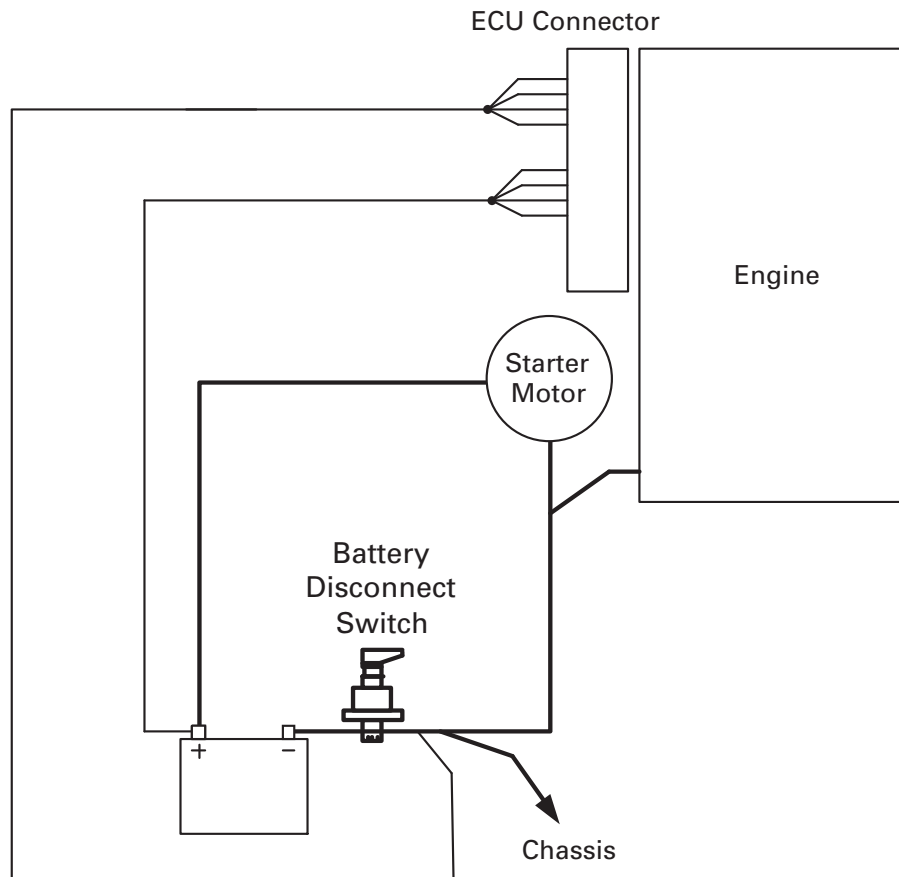 ECU Connector
Engine
Starter
Motor
Battery
Disconnect
Switch
+ −
Chassis